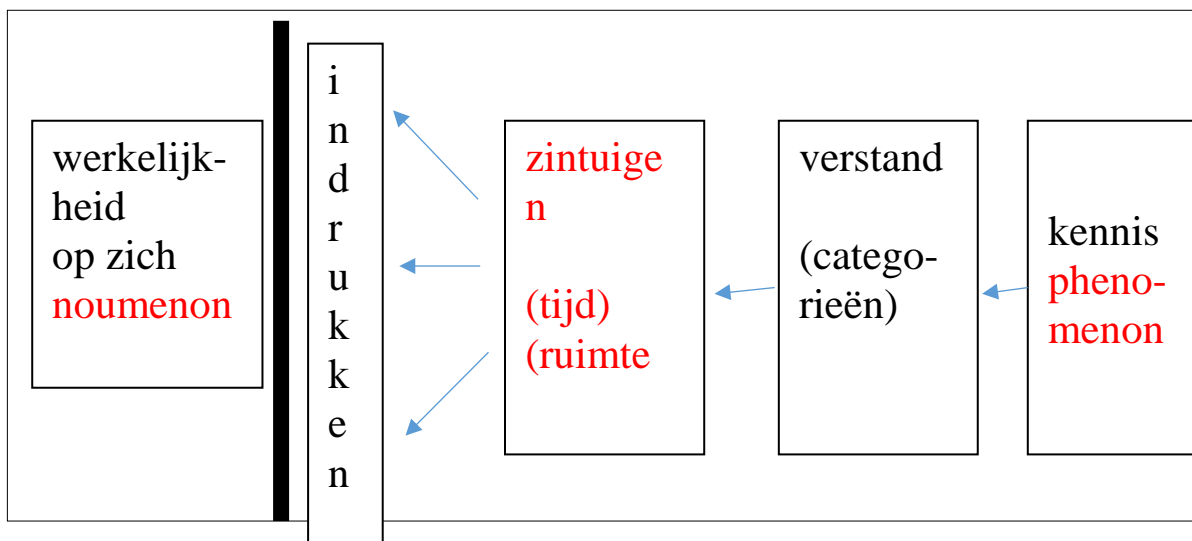 werkelijk-
heid
op zich
noumenon
i
n
d
r
u
k
k
e
n
zintuige
n
(tijd)
(ruimte
verstand
(catego-
rieën)
kennis
pheno-
menon